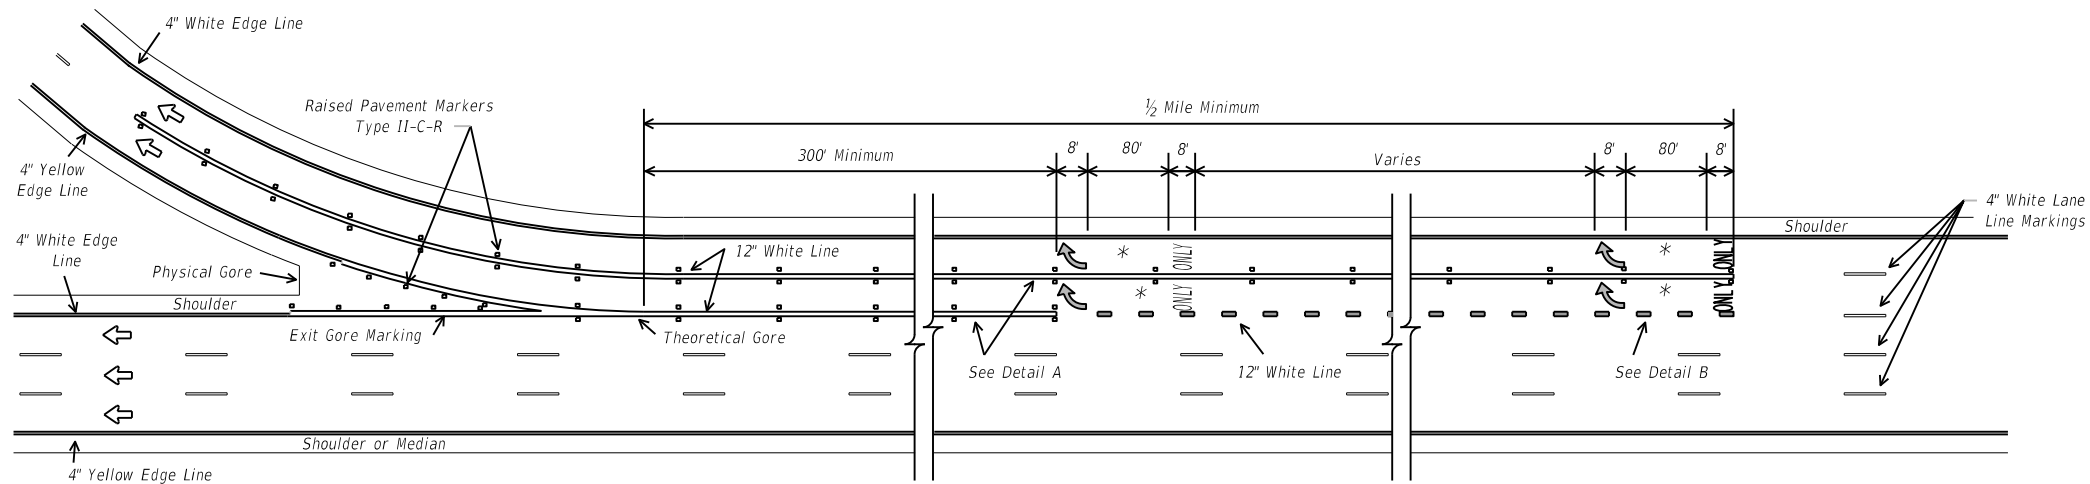 4" White Edge Line
Raised Pavement Markers
Type II-C-R
½ Mile Minimum
300' Minimum
8'
80'
8'
Varies
8'
80'
8'
4" Yellow
Edge Line
4" White Lane
Line Markings
Shoulder
4" White Edge
Line
Physical Gore
Shoulder
12" White Line
*
ONLY
*
ONLY
*
ONLY
*
ONLY
Exit Gore Marking
Theoretical Gore
See Detail A
12" White Line
See Detail B
Shoulder or Median
4" Yellow Edge Line